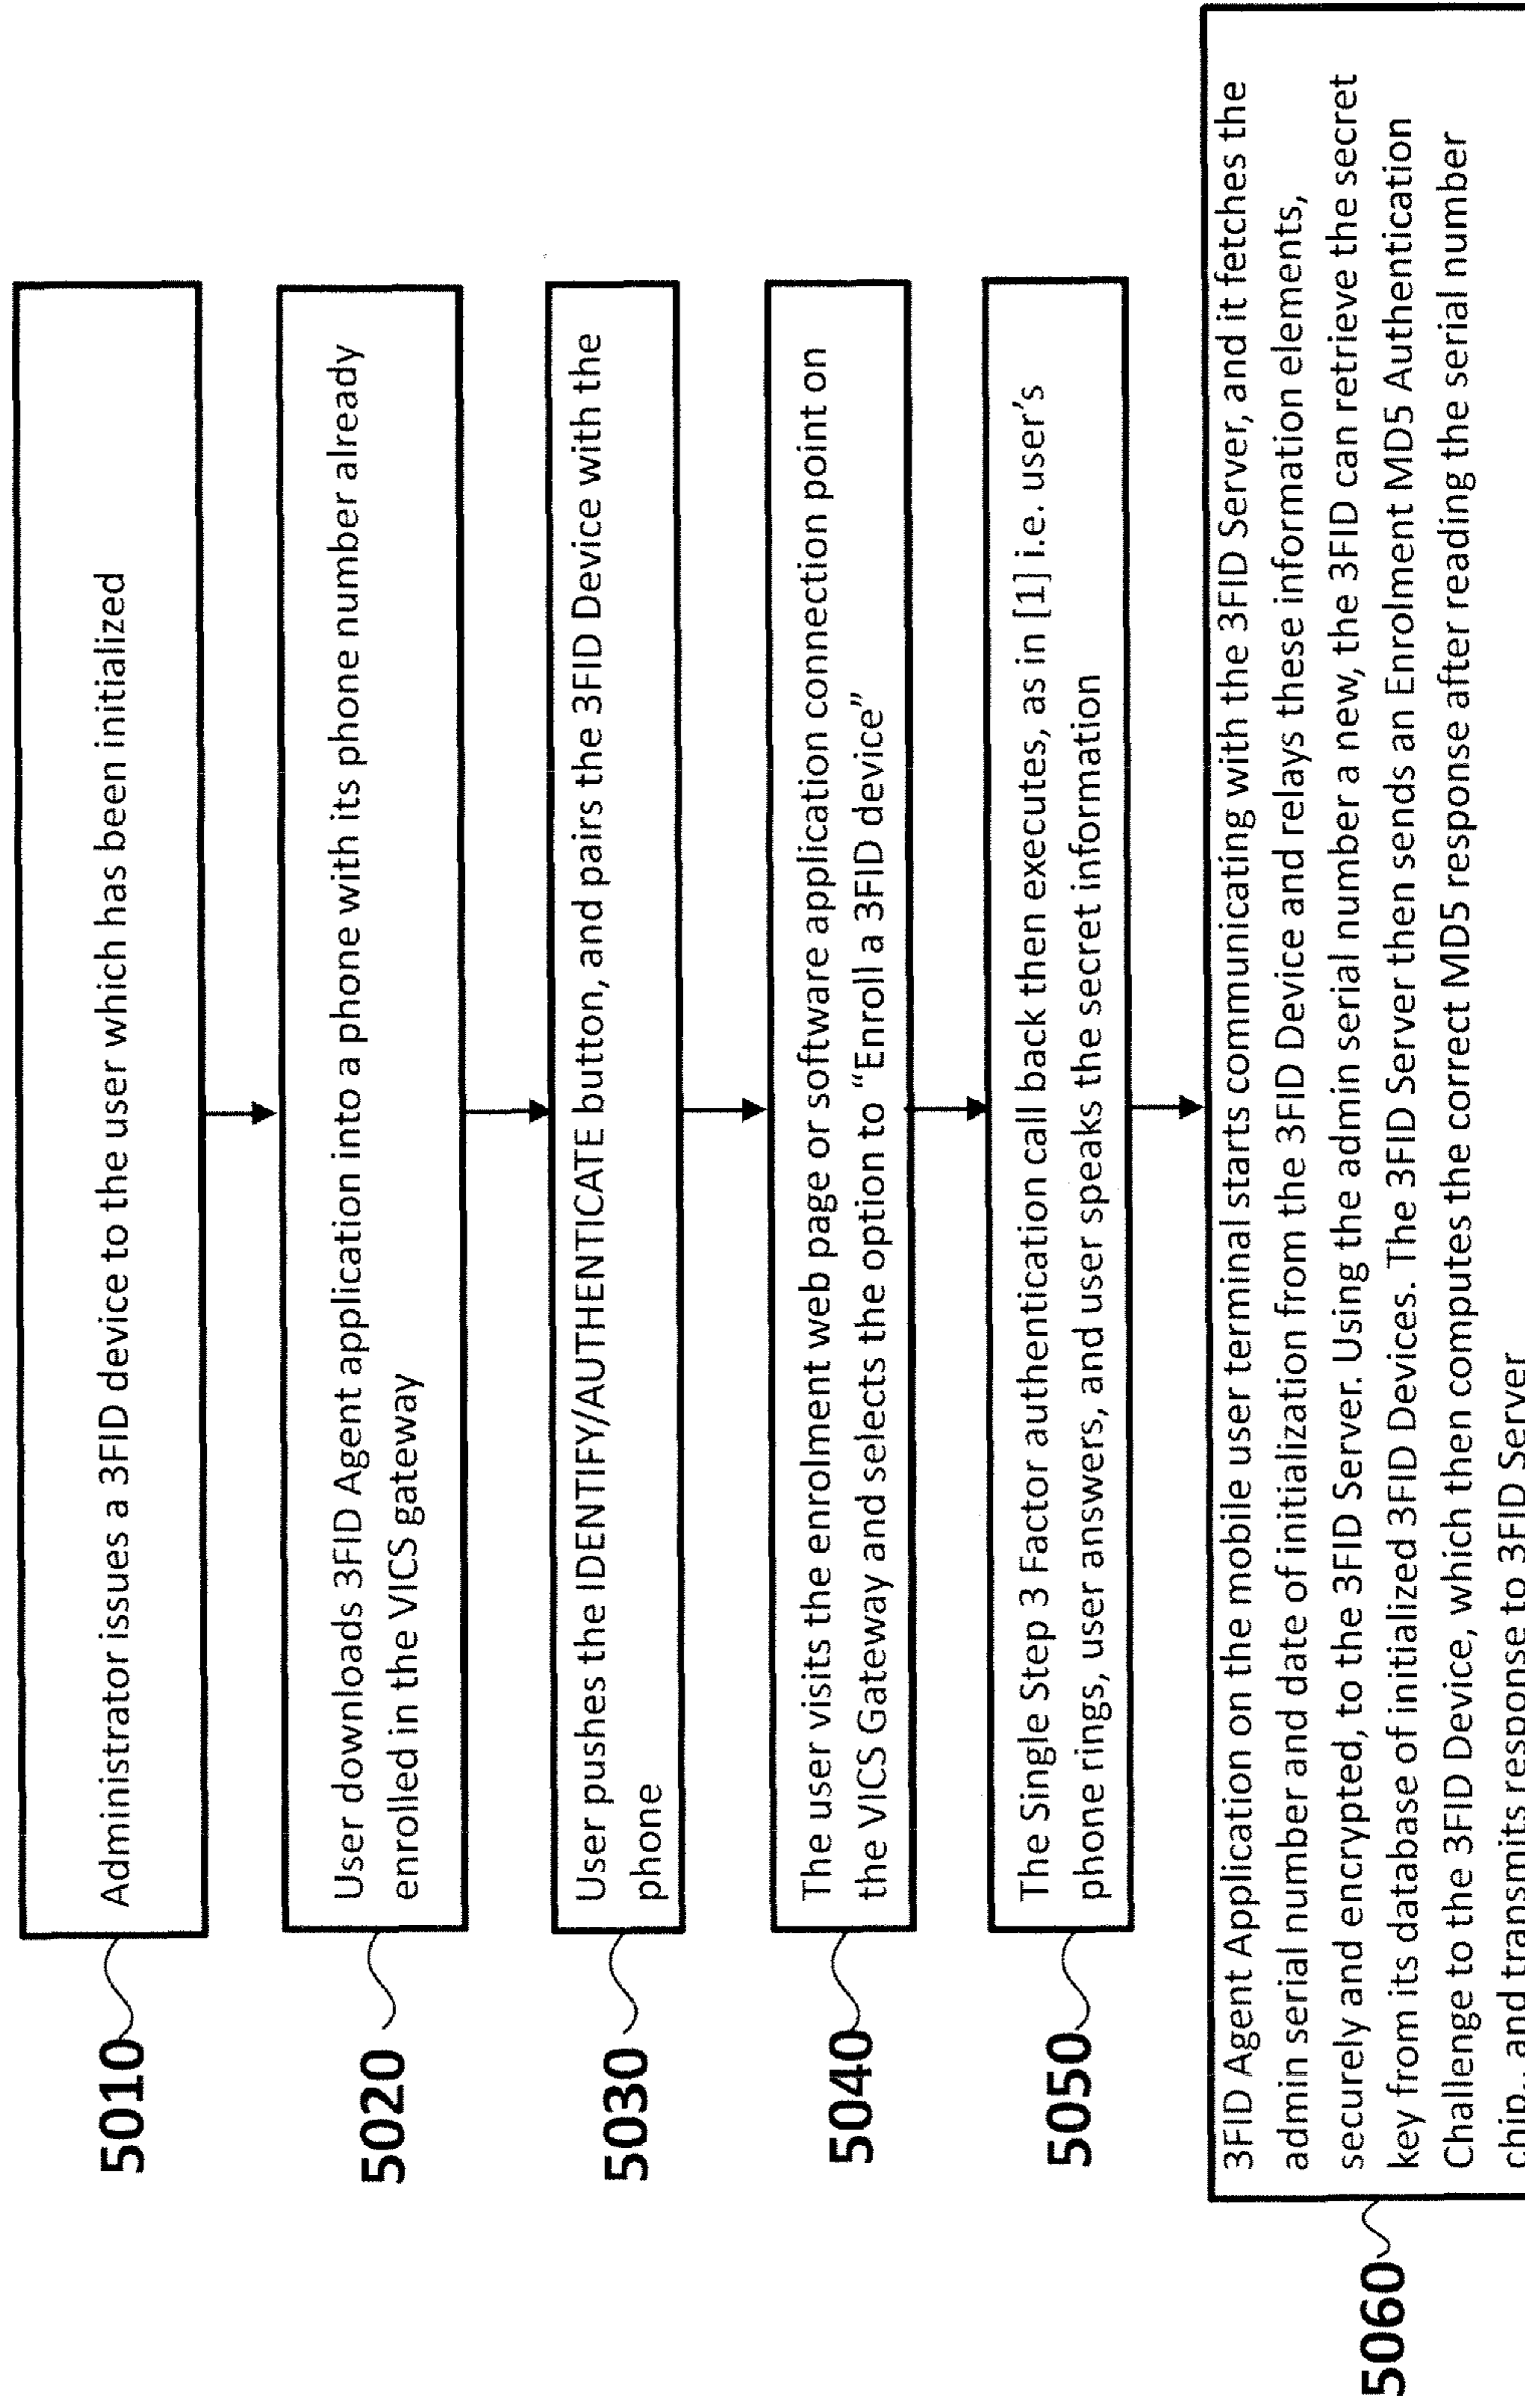 5010
Administrator issues a 3FID device to the user which has been initialized
5020
User downloads 3FID Agent application into a phone with its phone number already
enrolled in the VICS gateway
5030
User pushes the IDENTIFY/AUTHENTICATE button, and pairs the 3FID Device with the
phone
5040
The user visits the enrolment web page or software application connection point on
the VICS Gateway and selects the option to “Enroll a 3FID device”
5050
The Single Step 3 Factor authentication call back then executes, as in [1] i.e. user’s
phone rings, user answers, and user speaks the secret information
5060
3FID Agent Application on the mobile user terminal starts communicating with the 3FID Server, and it fetches the
admin serial number and date of initialization from the 3FID Device and relays these information elements,
securely and encrypted, to the 3FID Server. Using the admin serial number a new, the 3FID can retrieve the secret
key from its database of initialized 3FID Devices. The 3FID Server then sends an Enrolment MD5 Authentication
Challenge to the 3FID Device, which then computes the correct MD5 response after reading the serial number
chip., and transmits response to 3FID Server